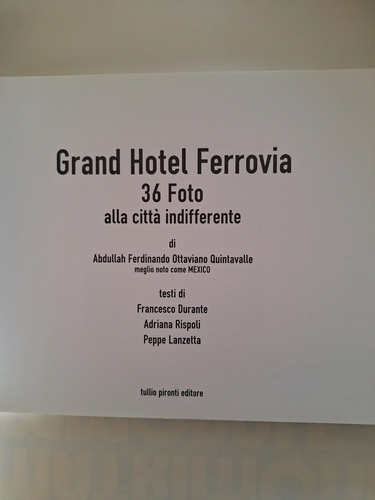 Grand Hotel Ferrovia
36 Foto
alla città indifferente
di
Abdullah Ferdinando Ottaviano Quintavalle
meglio noto come MEXICO
testi di
Francesco Durante
Adriana Rispoli
Peppe Lanzetta
tullio pironti editore